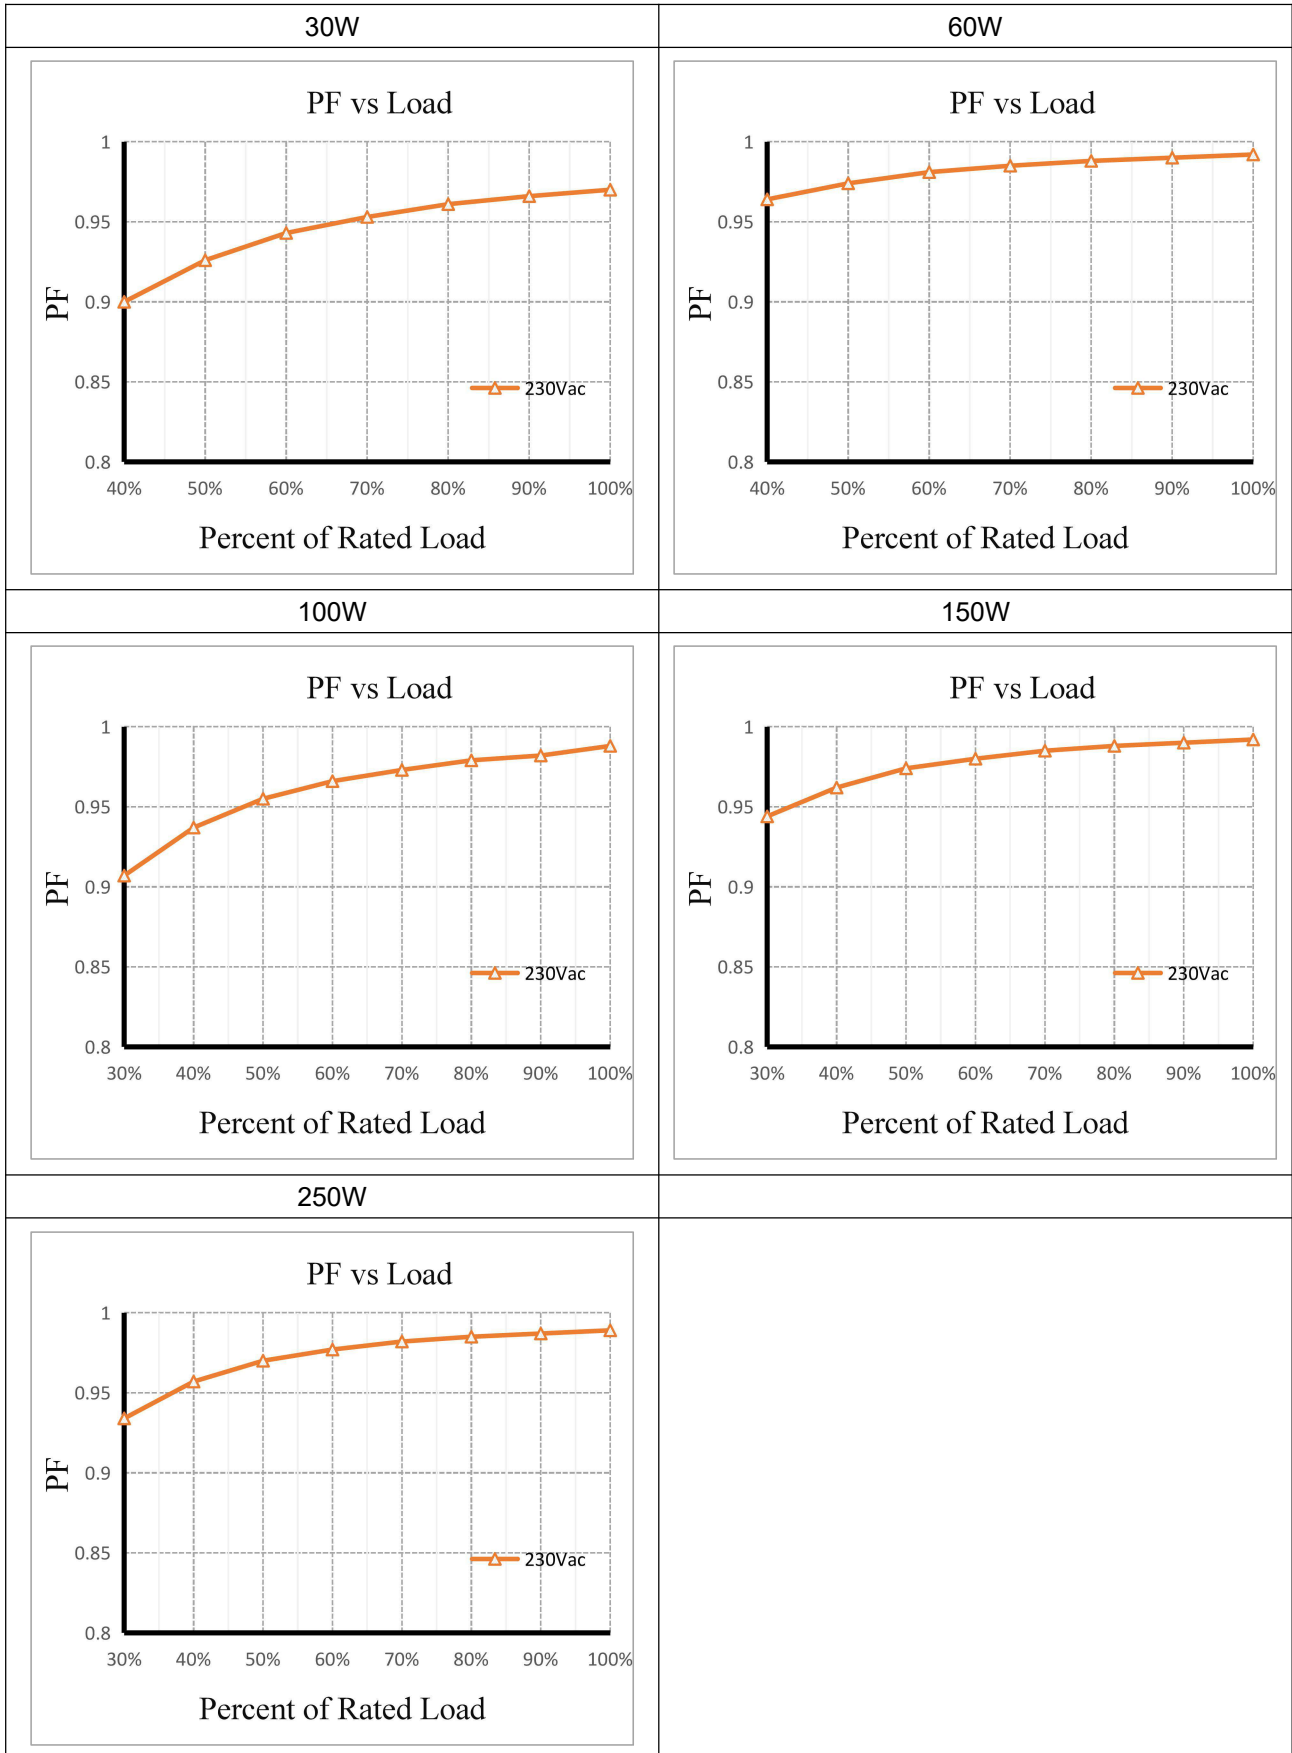 30W
60W
PF vs Load
1
0.95
0.9
0.85
0.8
PF
230Vac
40% 50% 60% 70% 80% 90% 100%
Percent of Rated Load
PF vs Load
1
0.95
0.9
0.85
0.8
PF
230Vac
40% 50% 60% 70% 80% 90% 100%
Percent of Rated Load
100W
150W
PF vs Load
1
0.95
0.9
0.85
0.8
PF
230Vac
30% 40% 50% 60% 70% 80% 90% 100%
Percent of Rated Load
PF vs Load
1
0.95
0.9
0.85
0.8
PF
230Vac
30% 40% 50% 60% 70% 80% 90% 100%
Percent of Rated Load
250W
PF vs Load
1
0.95
0.9
0.85
0.8
PF
230Vac
30% 40% 50% 60% 70% 80% 90% 100%
Percent of Rated Load